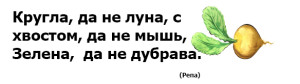 Кругла, да не луна, с
хвостом, да не мышь,
Зелена,  да не дубрава.
(Репа)